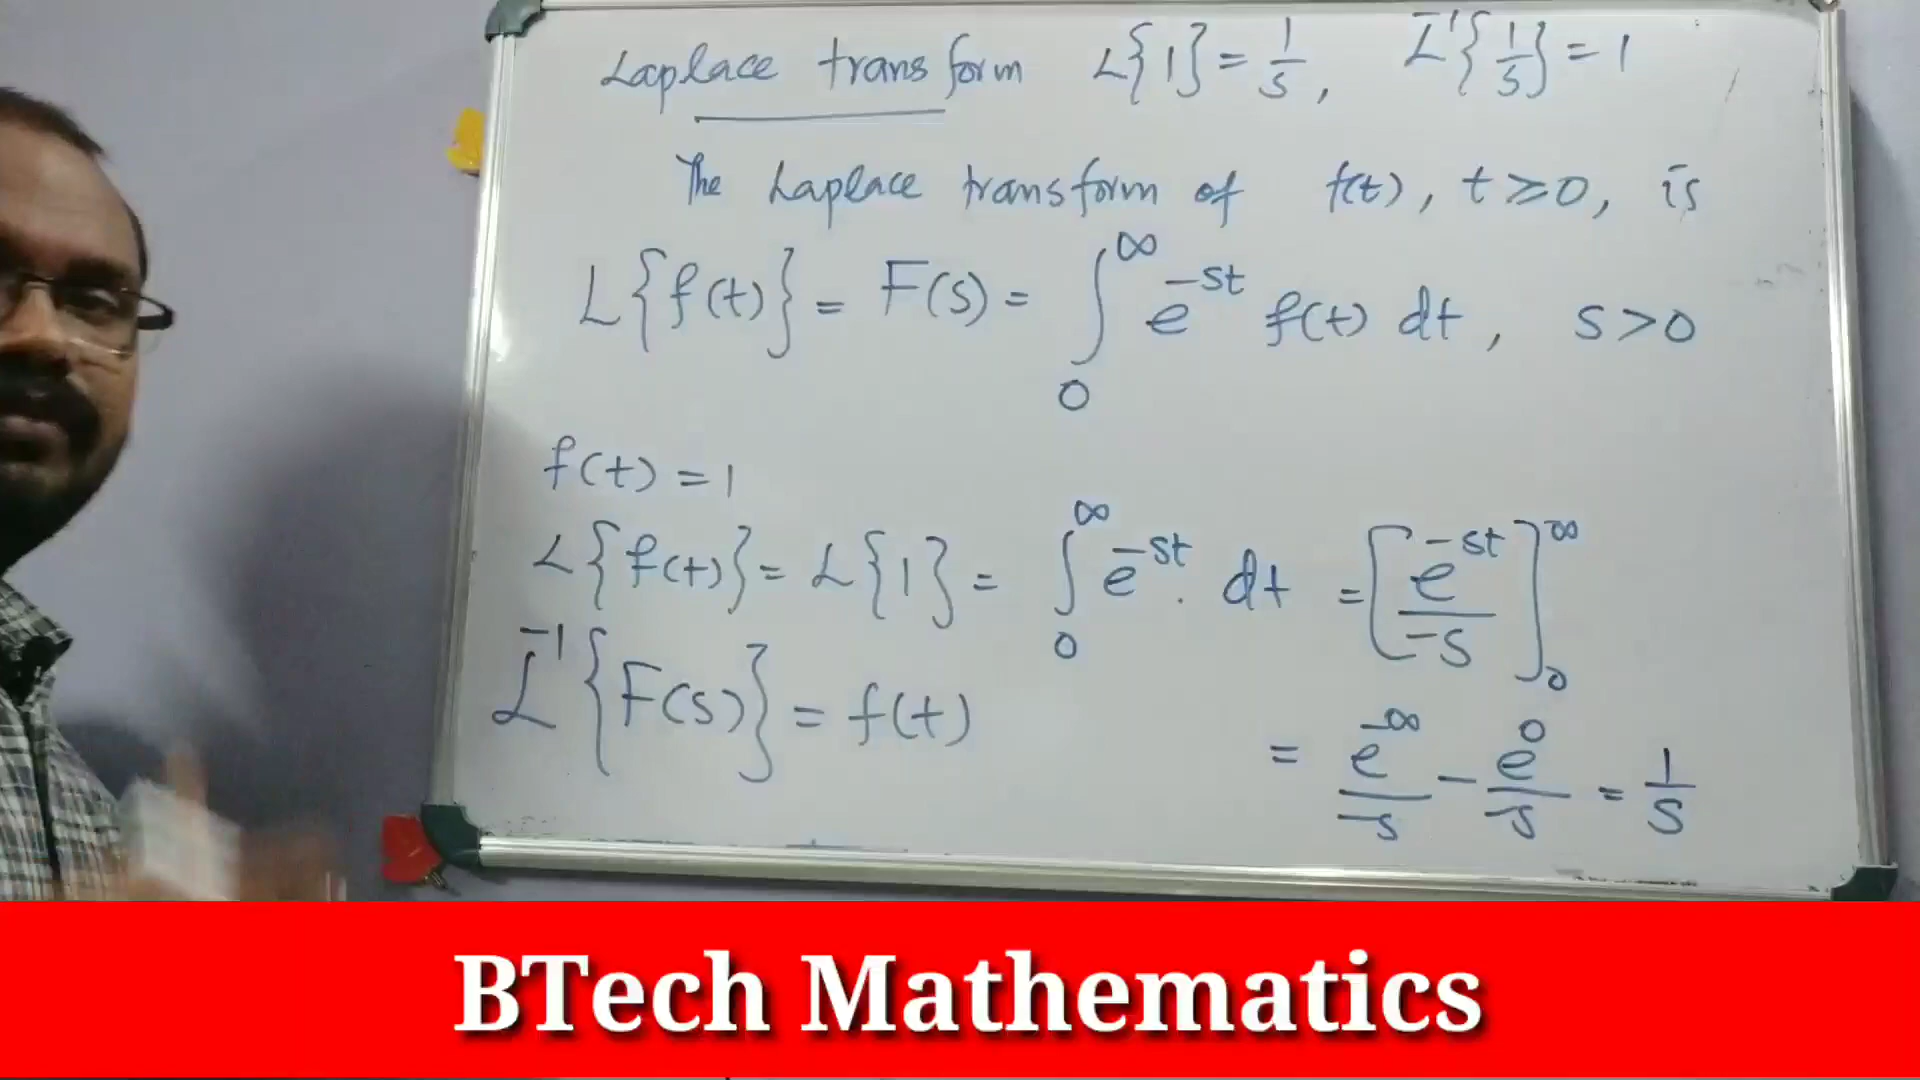 Laplace transform L{1} = 1/s, L⁻¹{1/s} = 1
The Laplace transform of f(t), t ≥ 0, is
L{f(t)} = F(s) = ∫₀^∞ e^(-st) f(t) dt, s > 0
f(t) = 1
L{f(t)} = L{1} = ∫₀^∞ e^(-st). dt = [e^(-st)/-s]₀^∞
L⁻¹{F(s)} = f(t)
= e^(-∞)/-s - e^0/-s = 1/s
BTech Mathematics